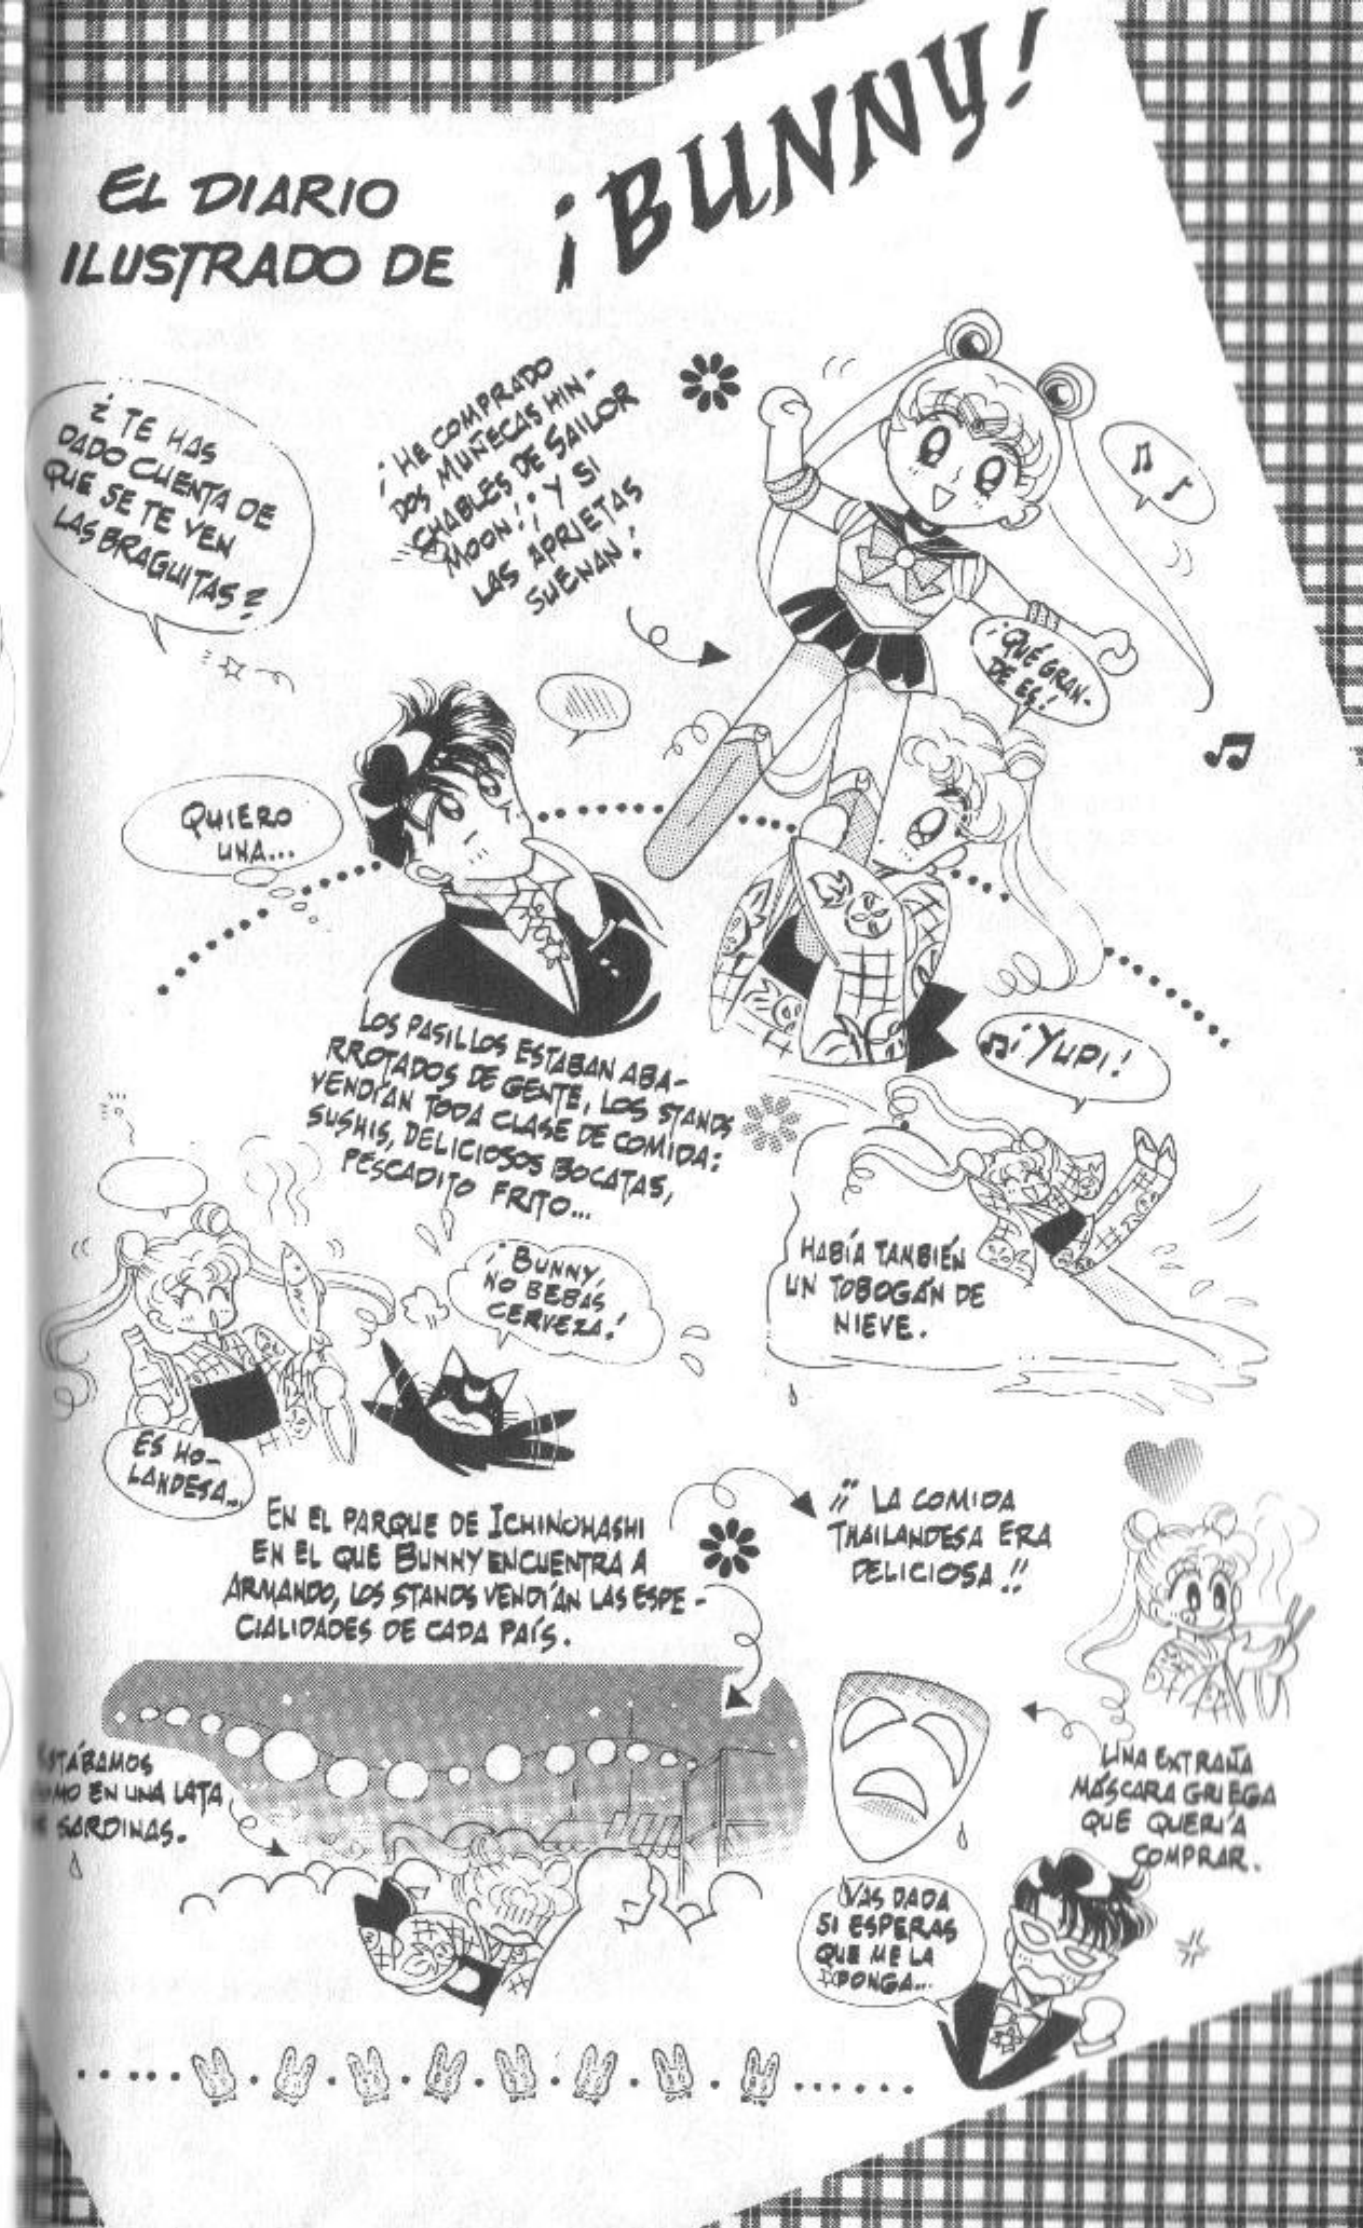 EL DIARIO
ILUSTRADO DE
¡BUNNY!
¿TE HAS
DADO CUENTA DE
QUE SE TE VEN
LAS BRAGUITAS?
¡HE COMPRADO
DOS MUÑECAS HIN-
CHABLES DE SAILOR
MOON! ¡Y SI
LAS APRIETAS
SUENAN!
¡QUÉ GRAN-
DE ES!
QUIERO
UNA...
LOS PASILLOS ESTABAN ABA-
RROTADOS DE GENTE, LOS STANDS
VENDÍAN TODA CLASE DE COMIDA:
SUSHIS, DELICIOSOS BOCATAS,
PESCADITO FRITO...
¡YUPI!
HABÍA TAMBIÉN
UN TOBOGÁN DE
NIEVE.
¡BUNNY,
NO BEBAS
CERVEZA!
ES HO-
LANDESA...
EN EL PARQUE DE ICHINOHASHI
EN EL QUE BUNNY ENCUENTRA A
ARMANDO, LOS STANDS VENDÍAN LAS ESPE-
CIALIDADES DE CADA PAÍS.
¡¡LA COMIDA
THAILANDESA ERA
DELICIOSA!!
UNA EXTRAÑA
MÁSCARA GRIEGA
QUE QUERÍA
COMPRAR.
EN UNA LATA
SARDINAS.
VAS DADA
SI ESPERAS
QUE ME LA
PONGA...